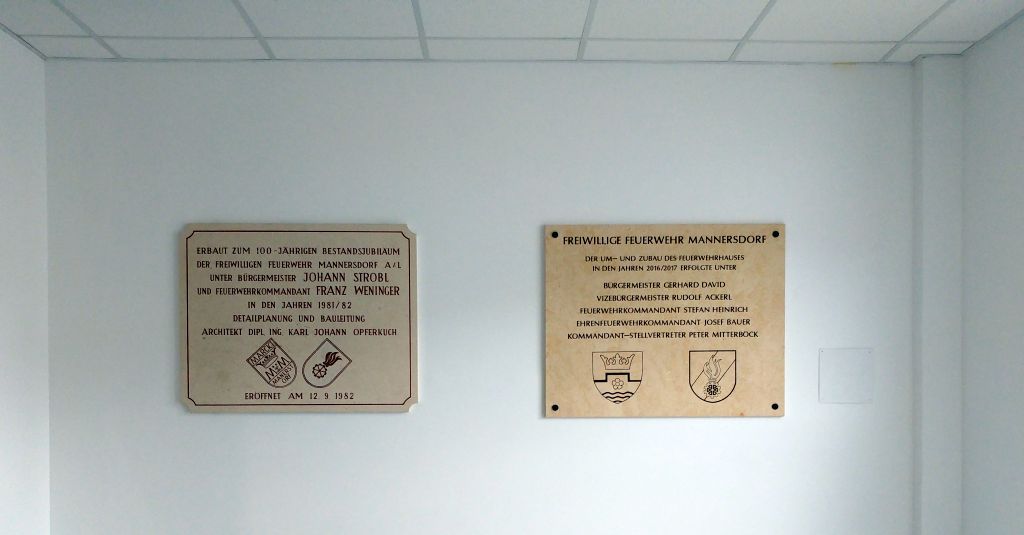 ERBAUT ZUM 100-JÄHRIGEN BESTANDSJUBILÄUM
DER FREIWILLIGEN FEUERWEHR MANNERSDORF A/L
UNTER BÜRGERMEISTER JOHANN STROBL
UND FEUERWEHRKOMMANDANT FRANZ WENINGER
IN DEN JAHREN 1981/82
DETAILPLANUNG UND BAULEITUNG
ARCHITEKT DIPL ING. KARL JOHANN OPFERKUCH
ERÖFFNET AM 12.9.1982
FREIWILLIGE FEUERWEHR MANNERSDORF
DER UM- UND ZUBAU DES FEUERWEHRHAUSES
IN DEN JAHREN 2016/2017 ERFOLGTE UNTER
BÜRGERMEISTER GERHARD DAVID
VIZEBÜRGERMEISTER RUDOLF ACKERL
FEUERWEHRKOMMANDANT STEFAN HEINRICH
EHRENFEUERWEHRKOMMANDANT JOSEF BAUER
KOMMANDANT-STELLVERTRETER PETER MITTERBÖCK